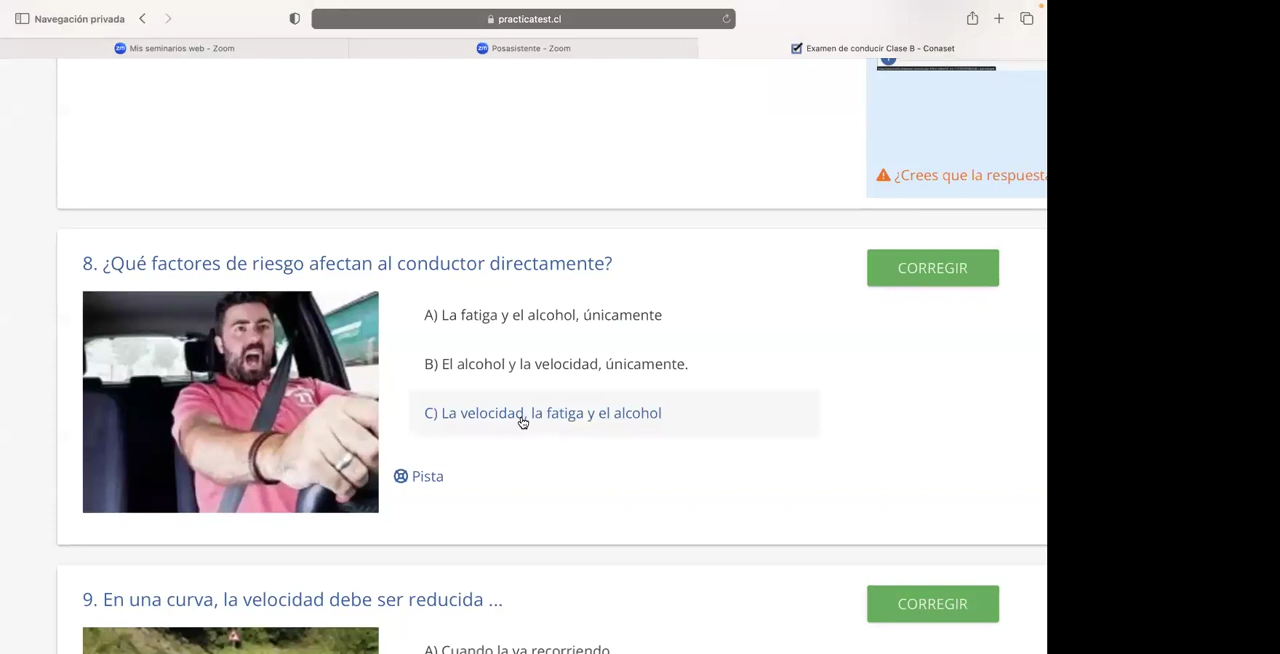 Navegación privada
practicatest.cl
Mis seminarios web - Zoom
Posasistente - Zoom
Examen de conducir Clase B - Conaset
¿Crees que la respuesta
8. ¿Qué factores de riesgo afectan al conductor directamente?
CORREGIR
A) La fatiga y el alcohol, únicamente
B) El alcohol y la velocidad, únicamente.
C) La velocidad, la fatiga y el alcohol
Pista
9. En una curva, la velocidad debe ser reducida ...
CORREGIR
A) Cuando la va recorriendo